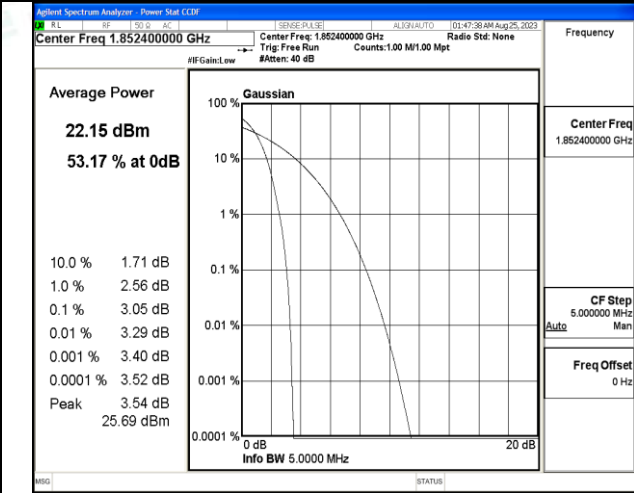 Agilent Spectrum Analyzer - Power Stat CCDF
RL RF 50 Ω AC SENSE:PULSE ALIGNAUTO 01:47:38 AM Aug 25, 2023
Center Freq 1.852400000 GHz
Center Freq: 1.852400000 GHz Radio Std: None
Trig: Free Run Counts:1.00 M/1.00 Mpt
#IFGain:Low #Atten: 40 dB
Frequency
Average Power
22.15 dBm
53.17 % at 0dB
10.0 % 1.71 dB
1.0 % 2.56 dB
0.1 % 3.05 dB
0.01 % 3.29 dB
0.001 % 3.40 dB
0.0001 % 3.52 dB
Peak 3.54 dB
25.69 dBm
Gaussian
100 %
10 %
1 %
0.1 %
0.01 %
0.001 %
0.0001 %
0 dB 20 dB
Info BW 5.0000 MHz
Center Freq
1.852400000 GHz
CF Step
5.000000 MHz
Auto Man
Freq Offset
0 Hz
MSG STATUS